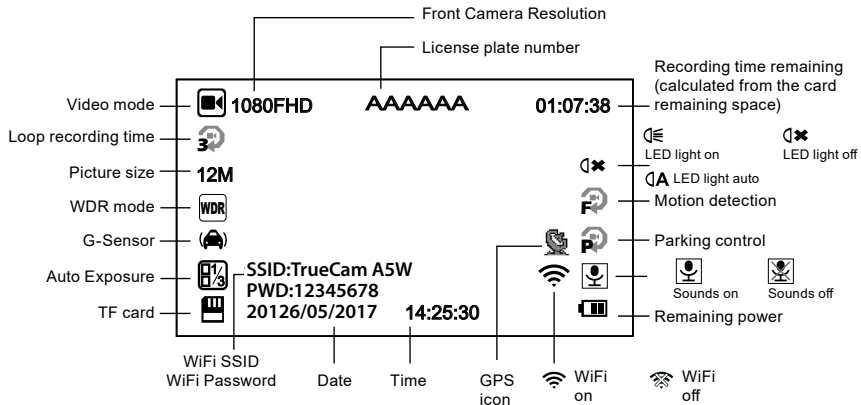 Front Camera Resolution
License plate number
Recording time remaining
(calculated from the card
remaining space)
Video mode
1080FHD
AAAAAA
01:07:38
Loop recording time
3
LED light on
LED light off
Picture size
12M
A LED light auto
WDR mode
WDR
F
Motion detection
G-Sensor
P
Parking control
Auto Exposure
1/3
SSID:TrueCam A5W
PWD:12345678
Sounds on
Sounds off
TF card
20126/05/2017
14:25:30
Remaining power
WiFi SSID
WiFi Password
Date
Time
GPS
icon
WiFi
on
WiFi
off